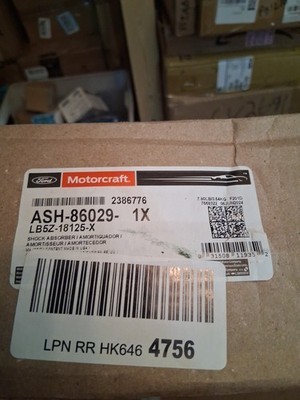 Ford
Motorcraft
2386776
ASH-86029- 1X
LB5Z-18125-X
SHOCK ABSORBER / AMORTIGUADOR /
AMORTISSEUR / AMORTECEDOR
LPN RR HK646 4756